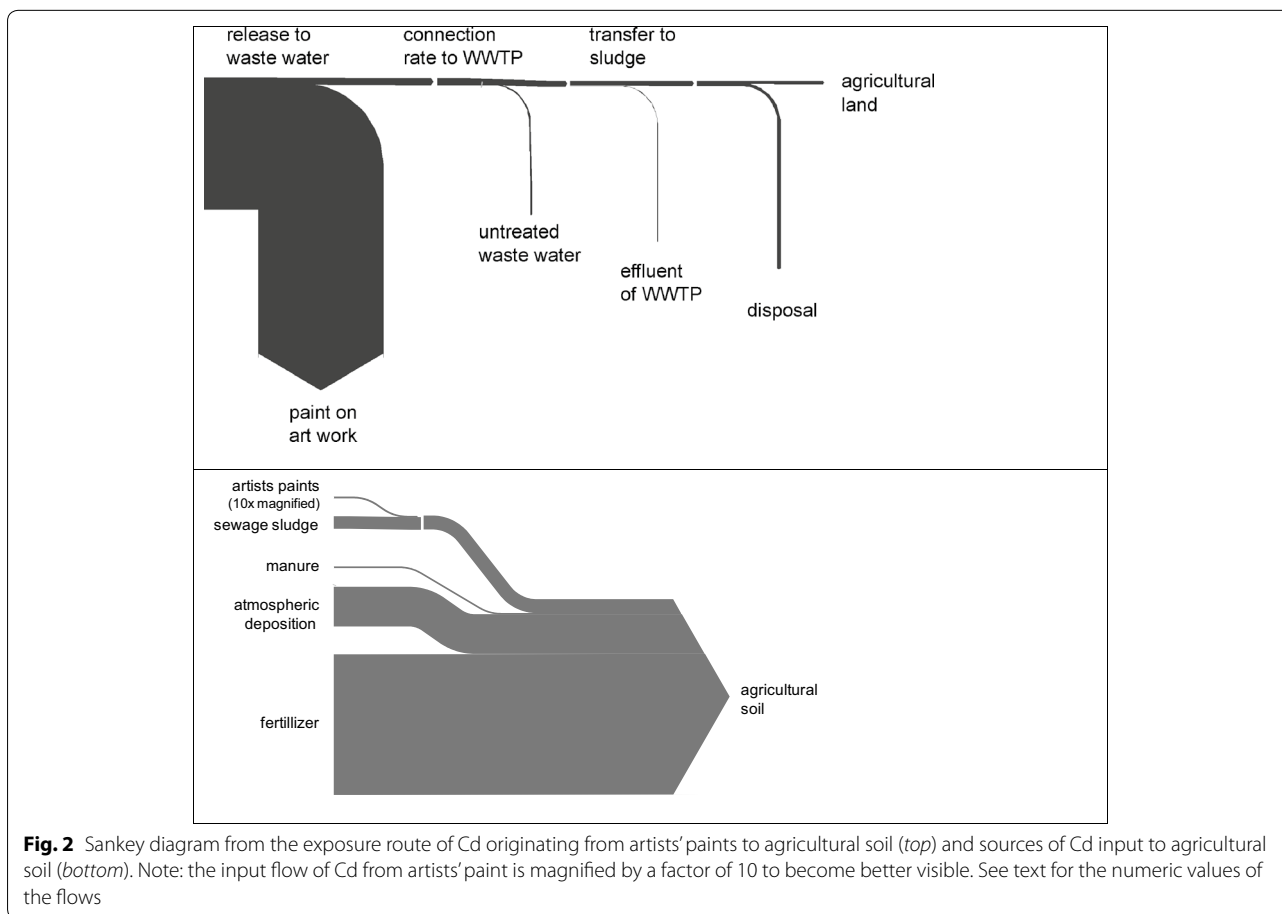 release to
waste water
connection
rate to WWTP
transfer to
sludge
agricultural
land
untreated
waste water
effluent
of WWTP
disposal
paint on
art work
artists paints
(10x magnified)
sewage sludge
manure
atmospheric
deposition
fertillizer
agricultural
soil
Fig. 2 Sankey diagram from the exposure route of Cd originating from artists’ paints to agricultural soil (top) and sources of Cd input to agricultural
soil (bottom). Note: the input flow of Cd from artists’ paint is magnified by a factor of 10 to become better visible. See text for the numeric values of
the flows